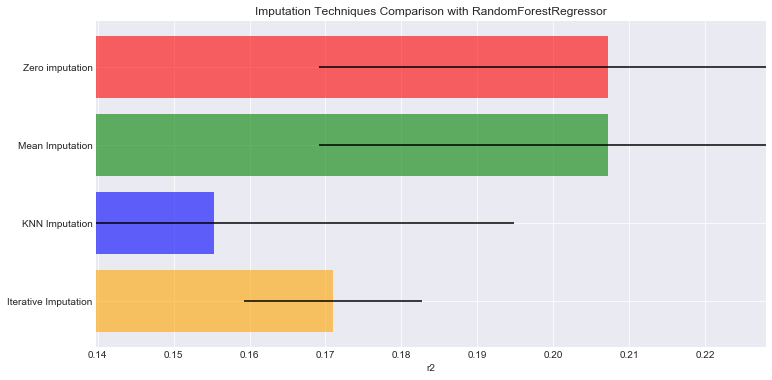 Imputation Techniques Comparison with RandomForestRegressor
Zero imputation
Mean Imputation
KNN Imputation
Iterative Imputation
0.14 0.15 0.16 0.17 0.18 0.19 0.20 0.21 0.22
r2